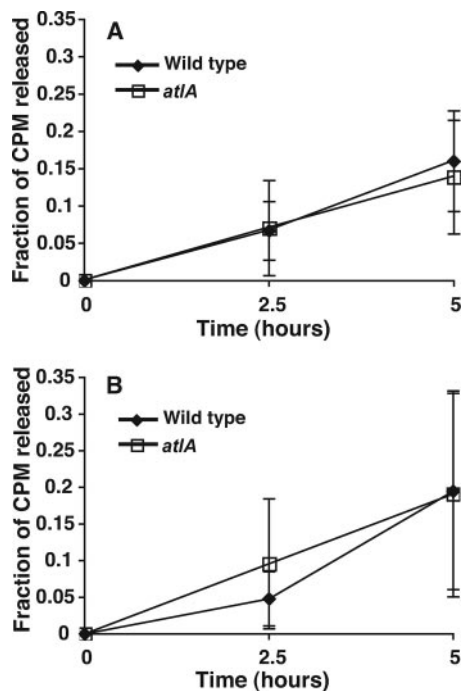 A
Wild type
atlA
Fraction of CPM released
0.35
0.3
0.25
0.2
0.15
0.1
0.05
0
0 2.5 5
Time (hours)
B
Wild type
atlA
Fraction of CPM released
0.35
0.3
0.25
0.2
0.15
0.1
0.05
0
0 2.5 5
Time (hours)